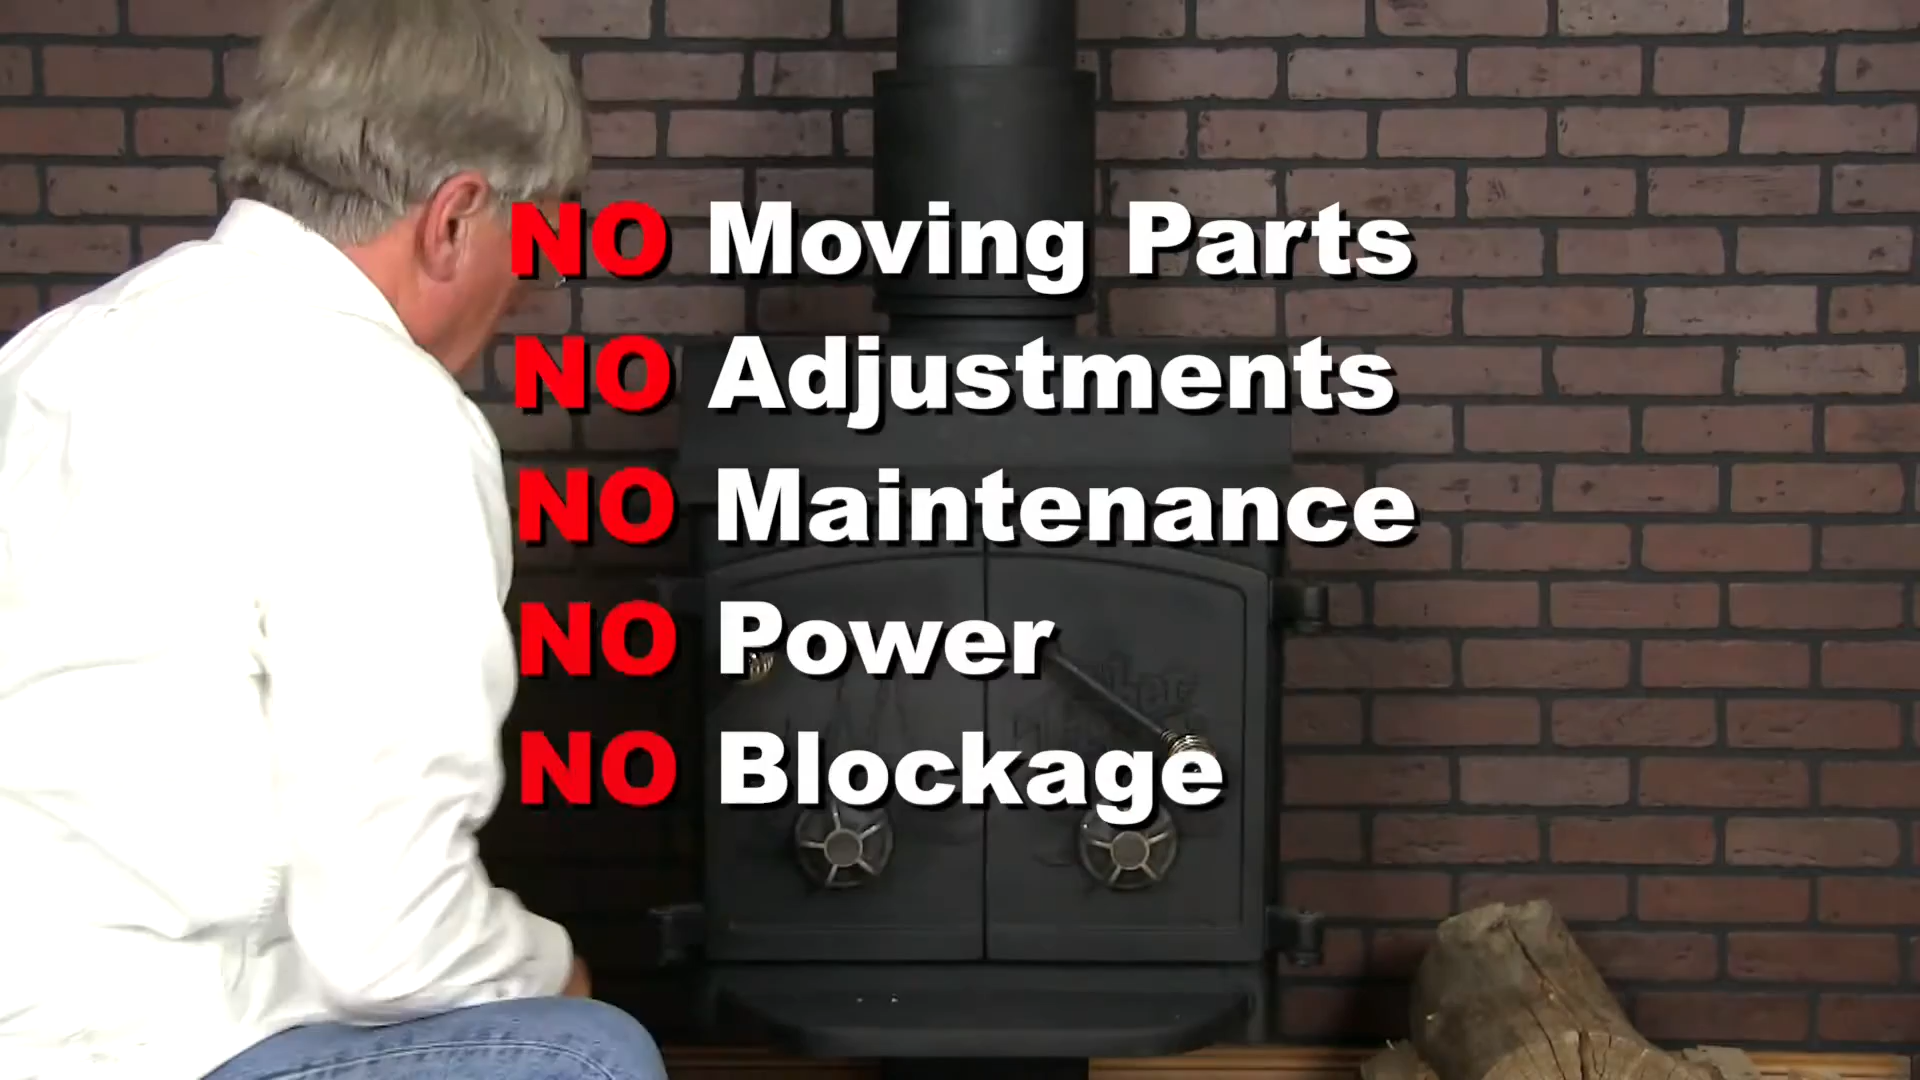 NO Moving Parts
NO Adjustments
NO Maintenance
NO Power
NO Blockage